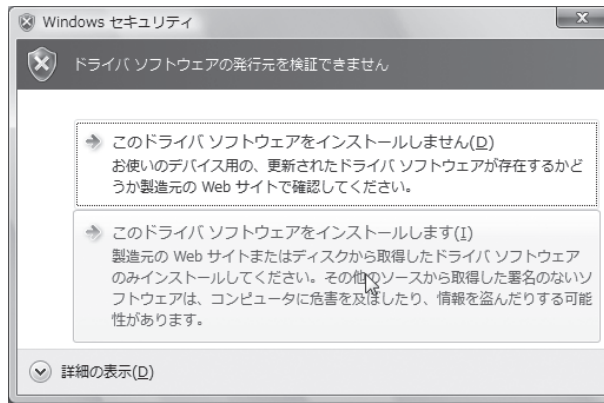 Windows セキュリティ
ドライバ ソフトウェアの発行元を検証できません
このドライバ ソフトウェアをインストールしません(D)
お使いのデバイス用の、更新されたドライバ ソフトウェアが存在するかど
うか製造元の Web サイトで確認してください。
このドライバ ソフトウェアをインストールします(I)
製造元の Web サイトまたはディスクから取得したドライバ ソフトウェア
のみインストールしてください。その他のソースから取得した署名のないソ
フトウェアは、コンピュータに危害を及ぼしたり、情報を盗んだりする可能
性があります。
詳細の表示(D)